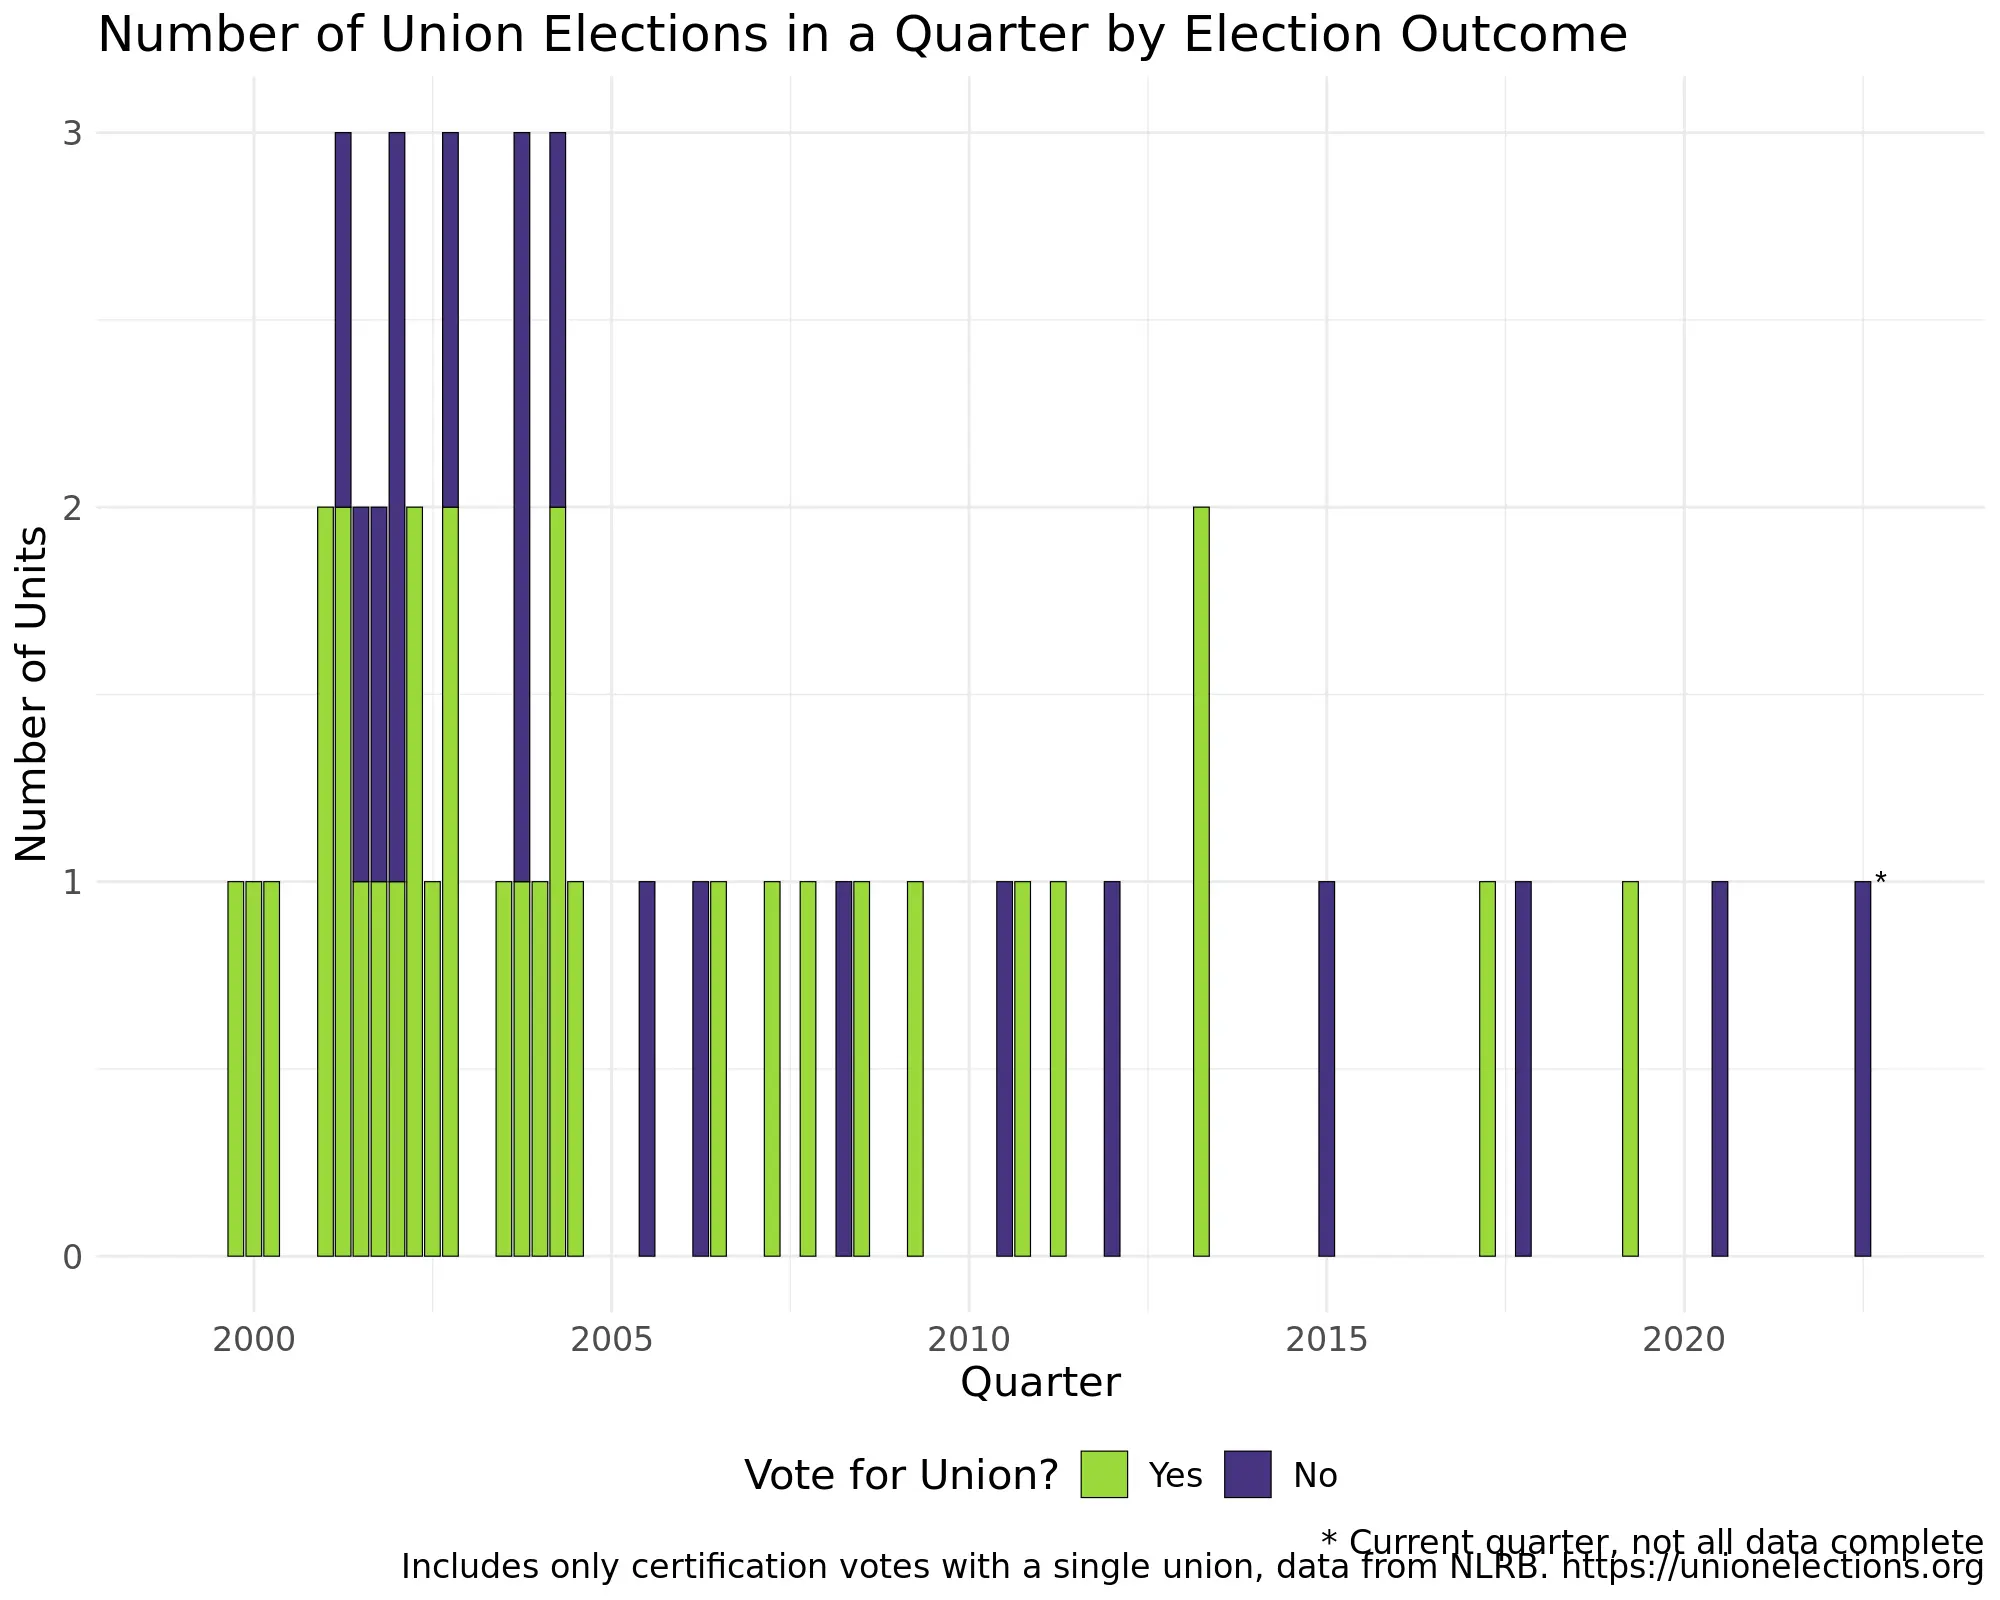 Number of Union Elections in a Quarter by Election Outcome
3
2
1
0
Number of Units
*
2000 2005 2010 2015 2020
Quarter
Vote for Union? Yes No
* Current quarter, not all data complete
Includes only certification votes with a single union, data from NLRB. https://unionelections.org